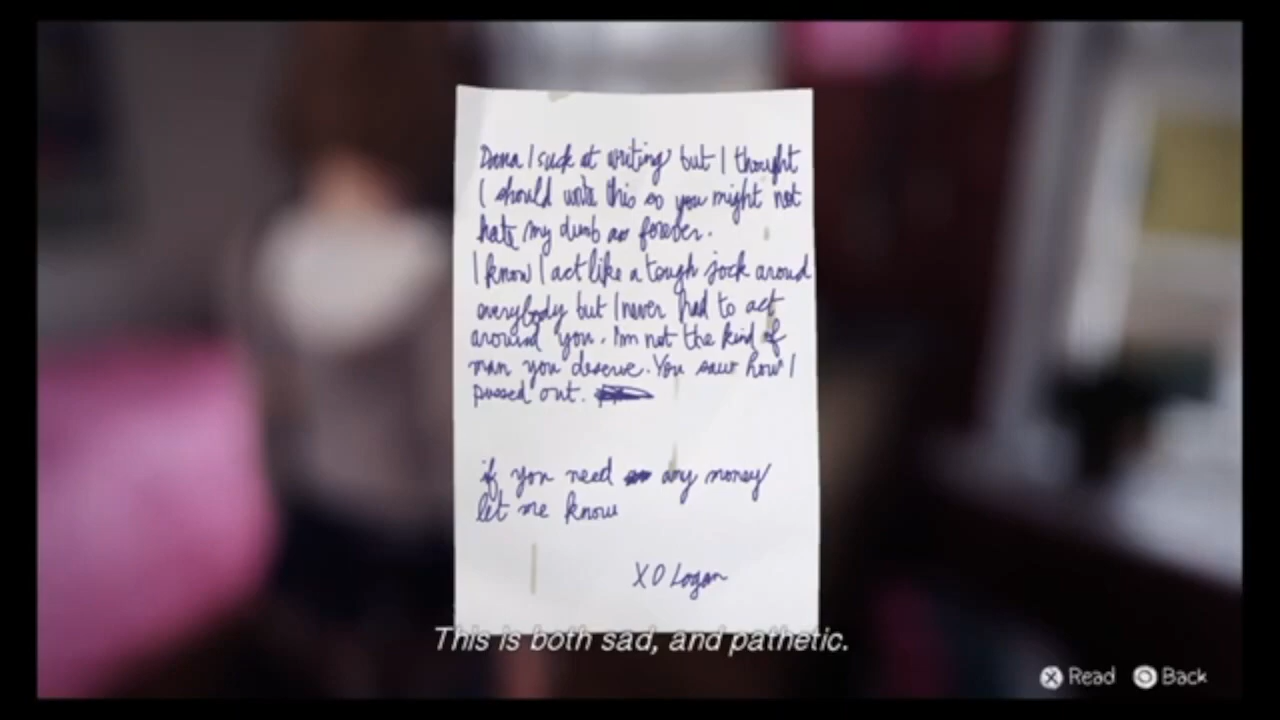 Dana I suck at writing but I thought
I should write this so you might not
hate my dumb ass forever.
I know I act like a tough jock aroud
everybody but I never had to act
around you. I'm not the kind of
man you deserve. You saw how I
passed out.
if you need any money
let me know
XO Logan
This is both sad, and pathetic.
Read Back